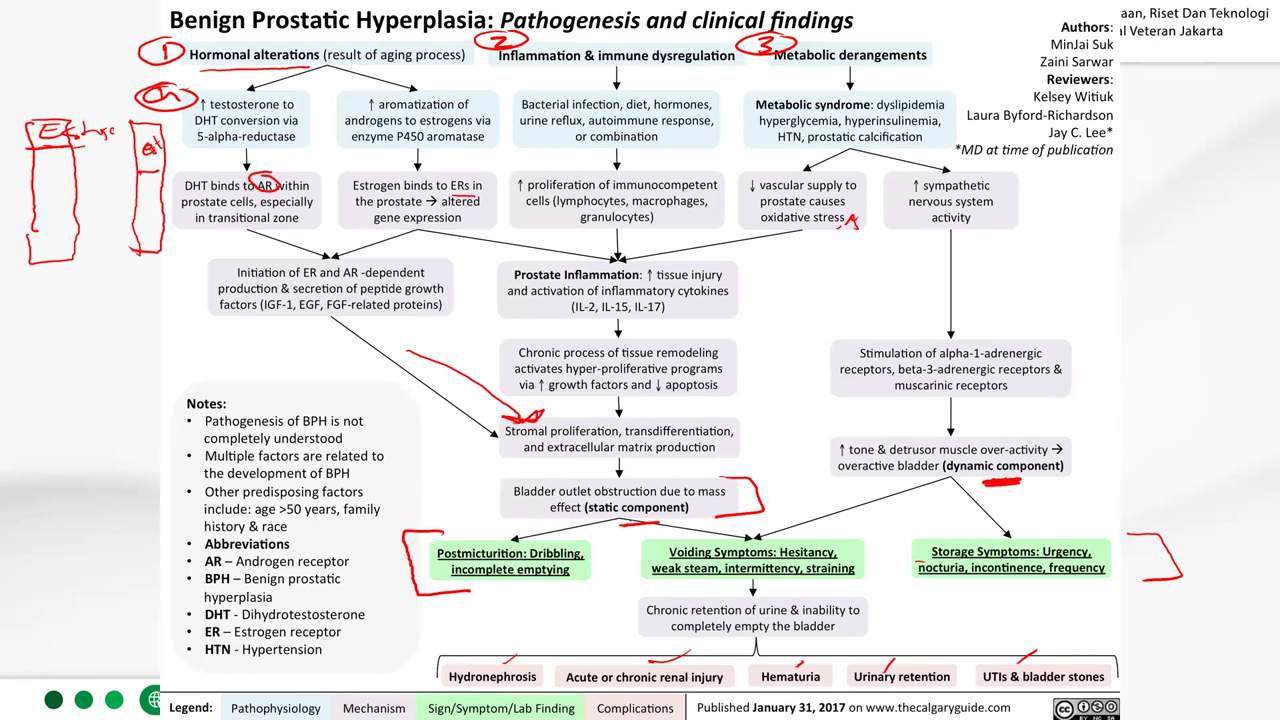 Benign Prostatic Hyperplasia: Pathogenesis and clinical findings
aan, Riset Dan Teknologi
al Veteran Jakarta
Authors:
MinJai Suk
Zaini Sarwar
Reviewers:
Kelsey Witiuk
Laura Byford-Richardson
Jay C. Lee*
*MD at time of publication
1
2
3
Hormonal alterations (result of aging process)
Inflammation & immune dysregulation
Metabolic derangements
↑ testosterone to
DHT conversion via
5-alpha-reductase
↑ aromatization of
androgens to estrogens via
enzyme P450 aromatase
Bacterial infection, diet, hormones,
urine reflux, autoimmune response,
or combination
Metabolic syndrome: dyslipidemia
hyperglycemia, hyperinsulinemia,
HTN, prostatic calcification
DHT binds to AR within
prostate cells, especially
in transitional zone
Estrogen binds to ERs in
the prostate → altered
gene expression
↑ proliferation of immunocompetent
cells (lymphocytes, macrophages,
granulocytes)
↓ vascular supply to
prostate causes
oxidative stress
↑ sympathetic
nervous system
activity
Initiation of ER and AR -dependent
production & secretion of peptide growth
factors (IGF-1, EGF, FGF-related proteins)
Prostate Inflammation: ↑ tissue injury
and activation of inflammatory cytokines
(IL-2, IL-15, IL-17)
Chronic process of tissue remodeling
activates hyper-proliferative programs
via ↑ growth factors and ↓ apoptosis
Stimulation of alpha-1-adrenergic
receptors, beta-3-adrenergic receptors &
muscarinic receptors
Stromal proliferation, transdifferentiation,
and extracellular matrix production
↑ tone & detrusor muscle over-activity →
overactive bladder (dynamic component)
Bladder outlet obstruction due to mass
effect (static component)
Postmicturition: Dribbling,
incomplete emptying
Voiding Symptoms: Hesitancy,
weak steam, intermittency, straining
Storage Symptoms: Urgency,
nocturia, incontinence, frequency
Chronic retention of urine & inability to
completely empty the bladder
Hydronephrosis
Acute or chronic renal injury
Hematuria
Urinary retention
UTIs & bladder stones
Notes:
• Pathogenesis of BPH is not
completely understood
• Multiple factors are related to
the development of BPH
• Other predisposing factors
include: age >50 years, family
history & race
• Abbreviations
• AR – Androgen receptor
• BPH – Benign prostatic
hyperplasia
• DHT - Dihydrotestosterone
• ER – Estrogen receptor
• HTN - Hypertension
Legend:
Pathophysiology
Mechanism
Sign/Symptom/Lab Finding
Complications
Published January 31, 2017 on www.thecalgaryguide.com